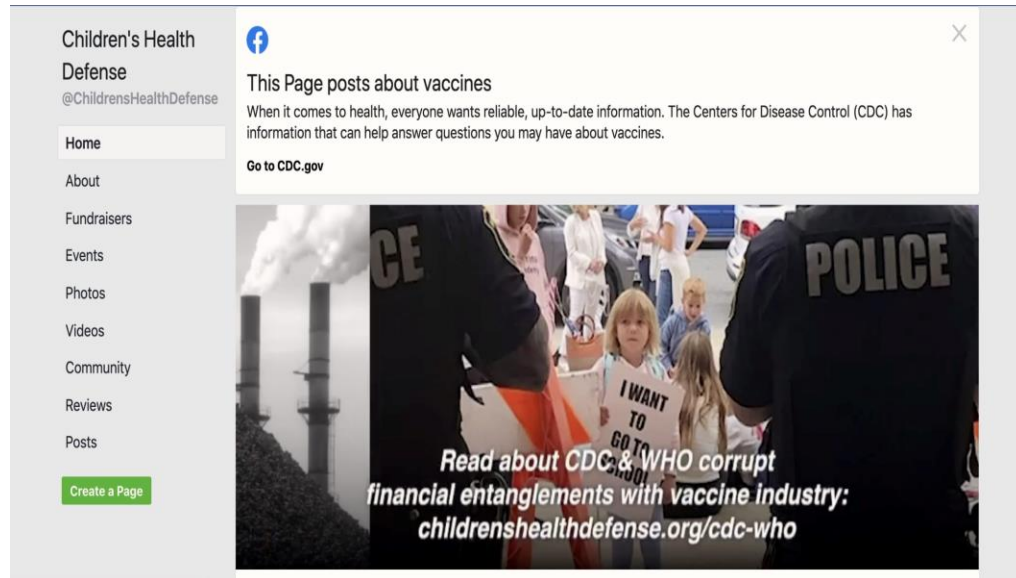 Children's Health
Defense
@ChildrensHealthDefense
Home
About
Fundraisers
Events
Photos
Videos
Community
Reviews
Posts
Create a Page
This Page posts about vaccines
When it comes to health, everyone wants reliable, up-to-date information. The Centers for Disease Control (CDC) has
information that can help answer questions you may have about vaccines.
Go to CDC.gov
CE
POLICE
I WANT
TO
GO TO
SCHOOL
Read about CDC & WHO corrupt
financial entanglements with vaccine industry:
childrenshealthdefense.org/cdc-who